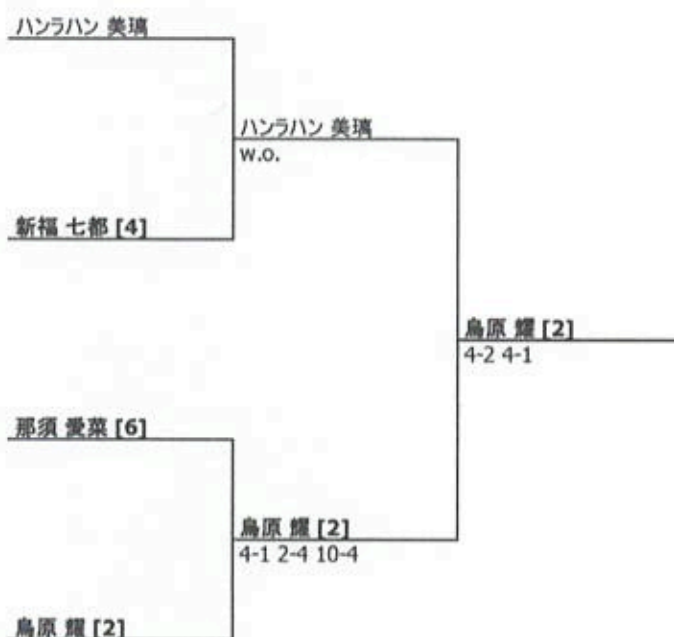 ハンラハン 美璃
ハンラハン 美璃
w.o.
新福 七都 [4]
鳥原 耀 [2]
4-2 4-1
那須 愛菜 [6]
鳥原 耀 [2]
4-1 2-4 10-4
鳥原 耀 [2]